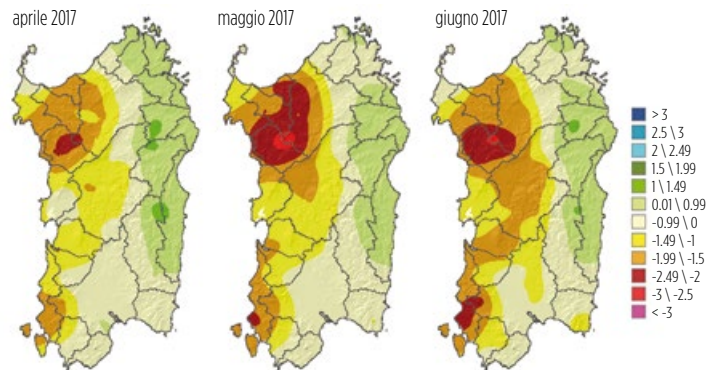 aprile 2017
maggio 2017
giugno 2017
> 3
2.5 \ 3
2 \ 2.49
1.5 \ 1.99
1 \ 1.49
0.01 \ 0.99
-0.99 \ 0
-1.49 \ -1
-1.99 \ -1.5
-2.49 \ -2
-3 \ -2.5
< -3